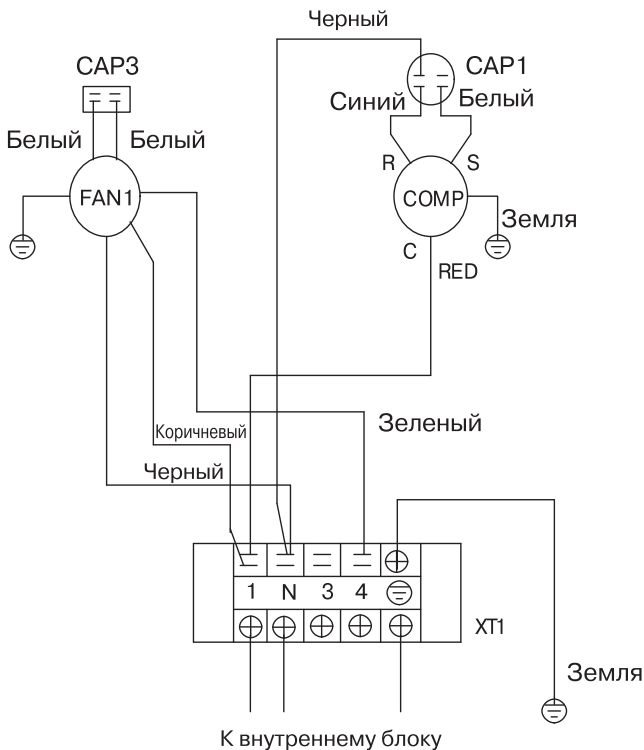 Черный
CAP3
CAP1
Синий
Белый
Белый
Белый
R
S
FAN1
COMP
Земля
C
RED
Зеленый
Коричневый
Черный
1 N 3 4
XT1
Земля
К внутреннему блоку